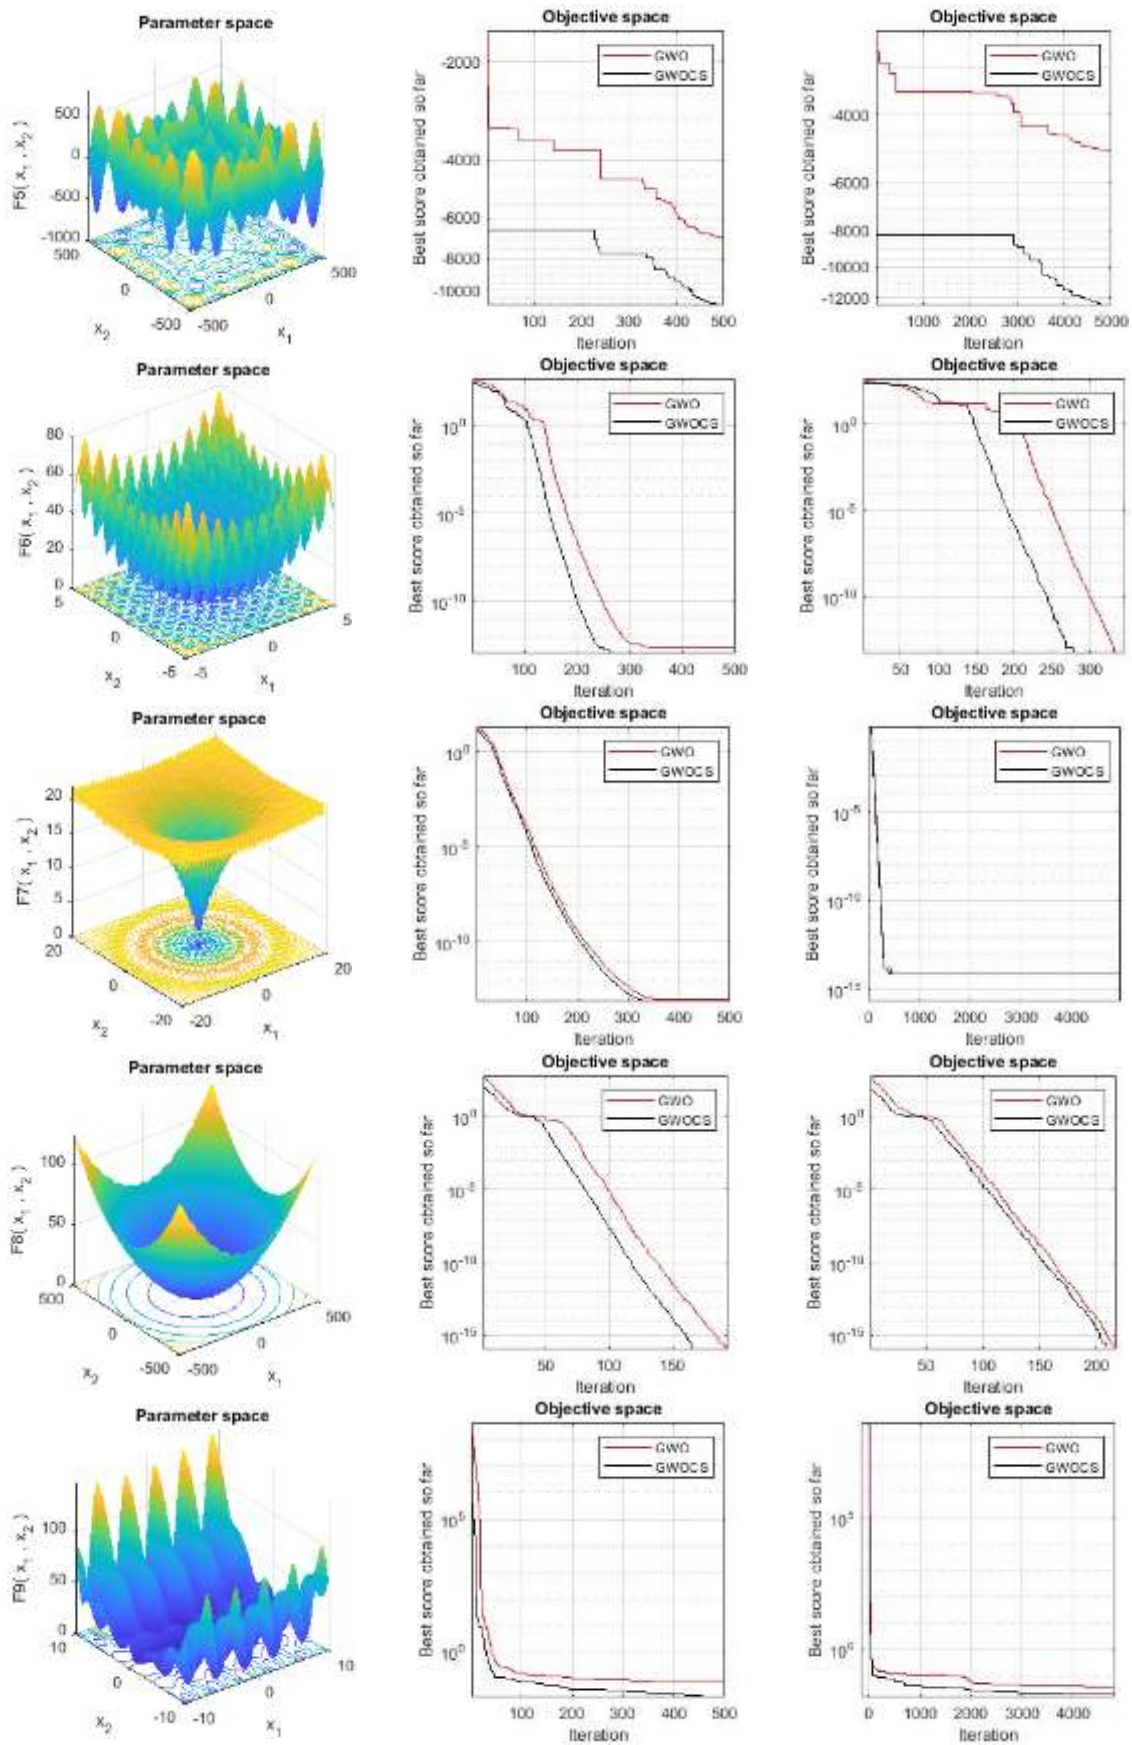 Parameter space
F5( x1 , x2 )
500
0
-500
-1000
500
0
-500
-500
0
500
x2
x1
Objective space
Best score obtained so far
-2000
-4000
-6000
-8000
-10000
GWO
GWOCS
100 200 300 400 500
Iteration
Objective space
Best score obtained so far
-4000
-6000
-8000
-10000
-12000
GWO
GWOCS
1000 2000 3000 4000 5000
Iteration
Parameter space
F6( x1 , x2 )
80
60
40
20
0
5
0
-5
-5
0
5
x2
x1
Objective space
Best score obtained so far
10^0
10^-5
10^-10
GWO
GWOCS
100 200 300 400 500
Iteration
Objective space
Best score obtained so far
10^0
10^-5
10^-10
GWO
GWOCS
50 100 150 200 250 300
Iteration
Parameter space
F7( x1 , x2 )
20
15
10
5
0
20
0
-20
-20
0
20
x2
x1
Objective space
Best score obtained so far
10^0
10^-5
10^-10
GWO
GWOCS
100 200 300 400 500
Iteration
Objective space
Best score obtained so far
10^-5
10^-10
10^-15
GWO
GWOCS
0 1000 2000 3000 4000
Iteration
Parameter space
F8( x1 , x2 )
100
50
0
500
0
-500
-500
0
500
x2
x1
Objective space
Best score obtained so far
10^0
10^-5
10^-10
10^-15
GWO
GWOCS
50 100 150
Iteration
Objective space
Best score obtained so far
10^0
10^-5
10^-10
10^-15
GWO
GWOCS
50 100 150 200
Iteration
Parameter space
F9( x1 , x2 )
100
50
0
10
0
-10
-10
0
10
x2
x1
Objective space
Best score obtained so far
10^5
10^0
GWO
GWOCS
100 200 300 400 500
Iteration
Objective space
Best score obtained so far
10^5
10^0
GWO
GWOCS
0 1000 2000 3000 4000
Iteration